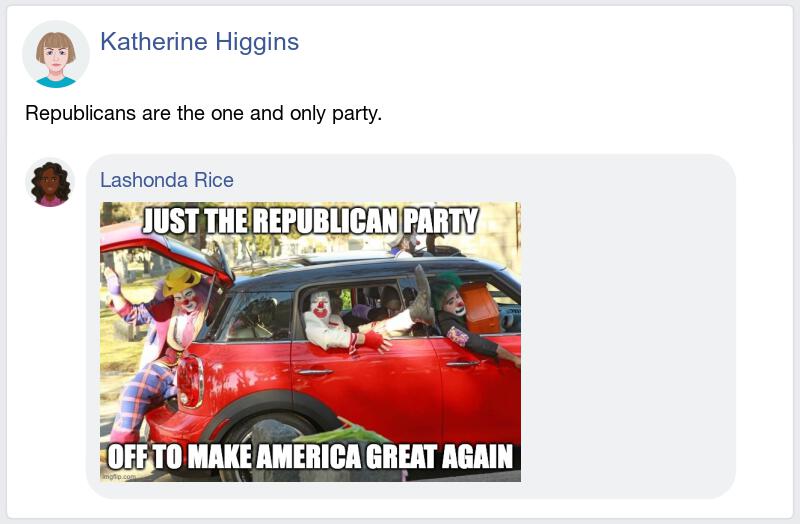 Katherine Higgins
Republicans are the one and only party.
Lashonda Rice
JUST THE REPUBLICAN PARTY
OFF TO MAKE AMERICA GREAT AGAIN
imgflip.com